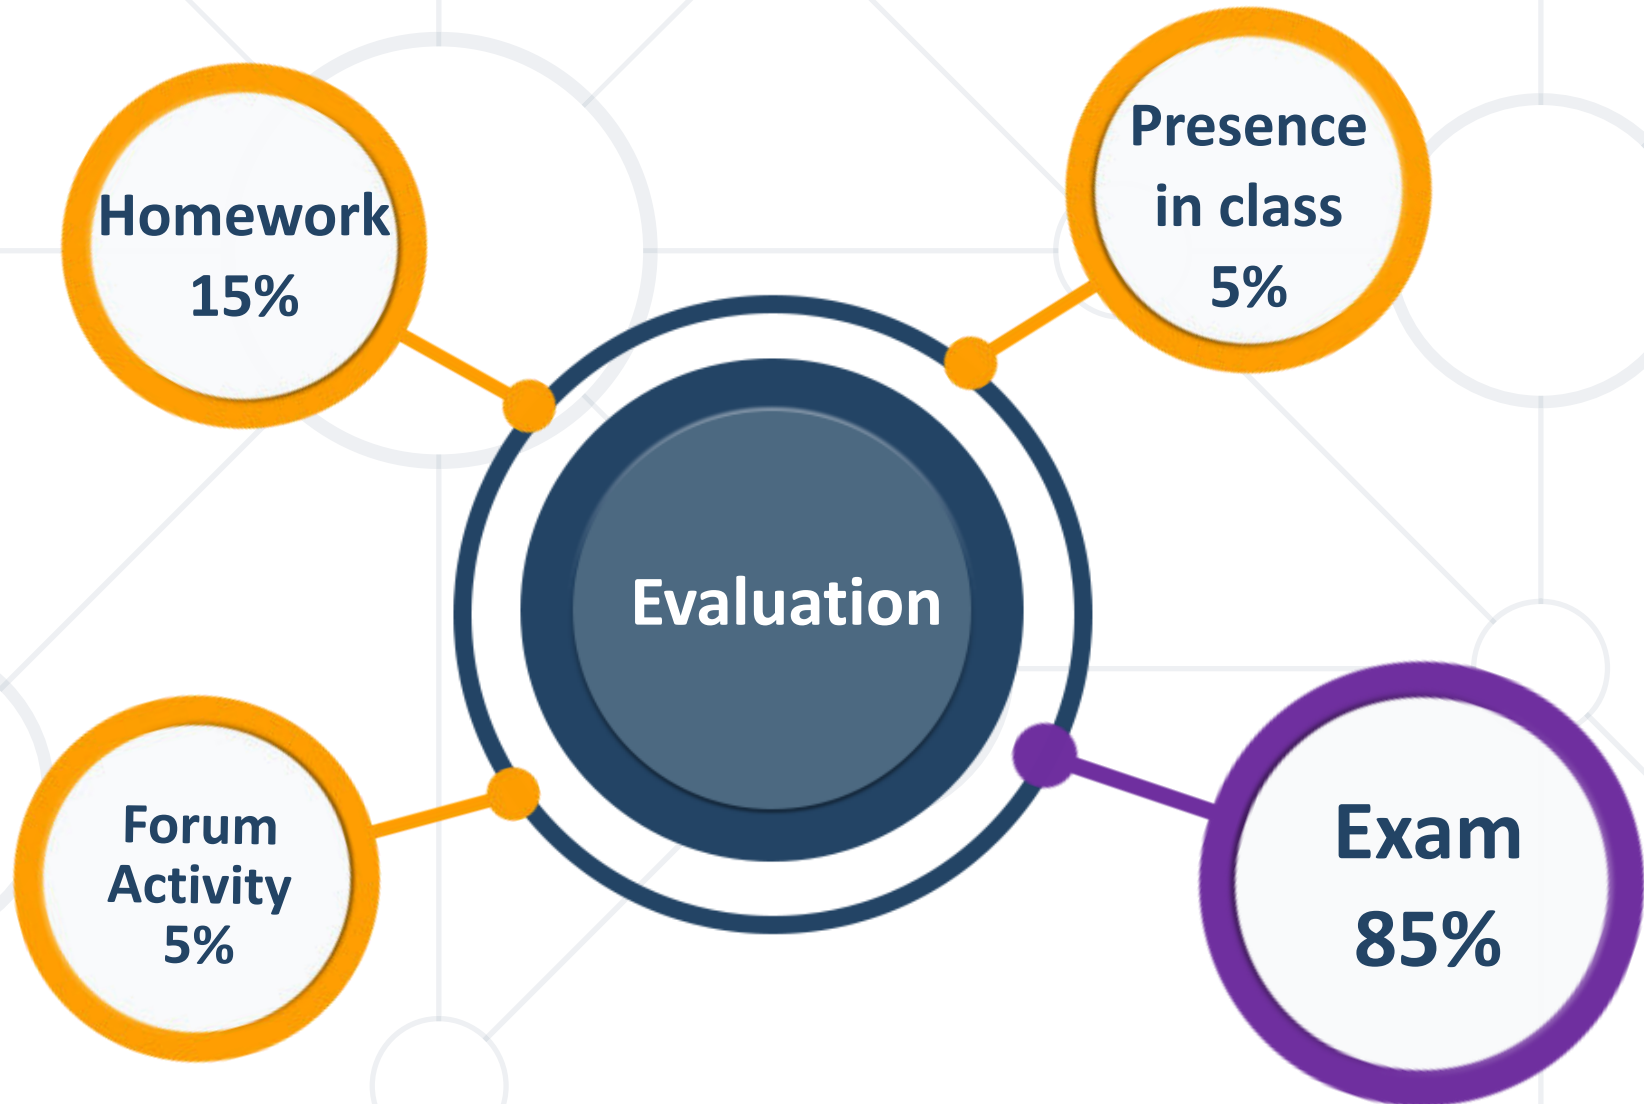 Homework
15%
Presence
in class
5%
Evaluation
Forum
Activity
5%
Exam
85%